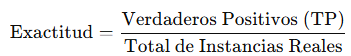 Exactitud = Verdaderos Positivos (TP)
Total de Instancias Reales